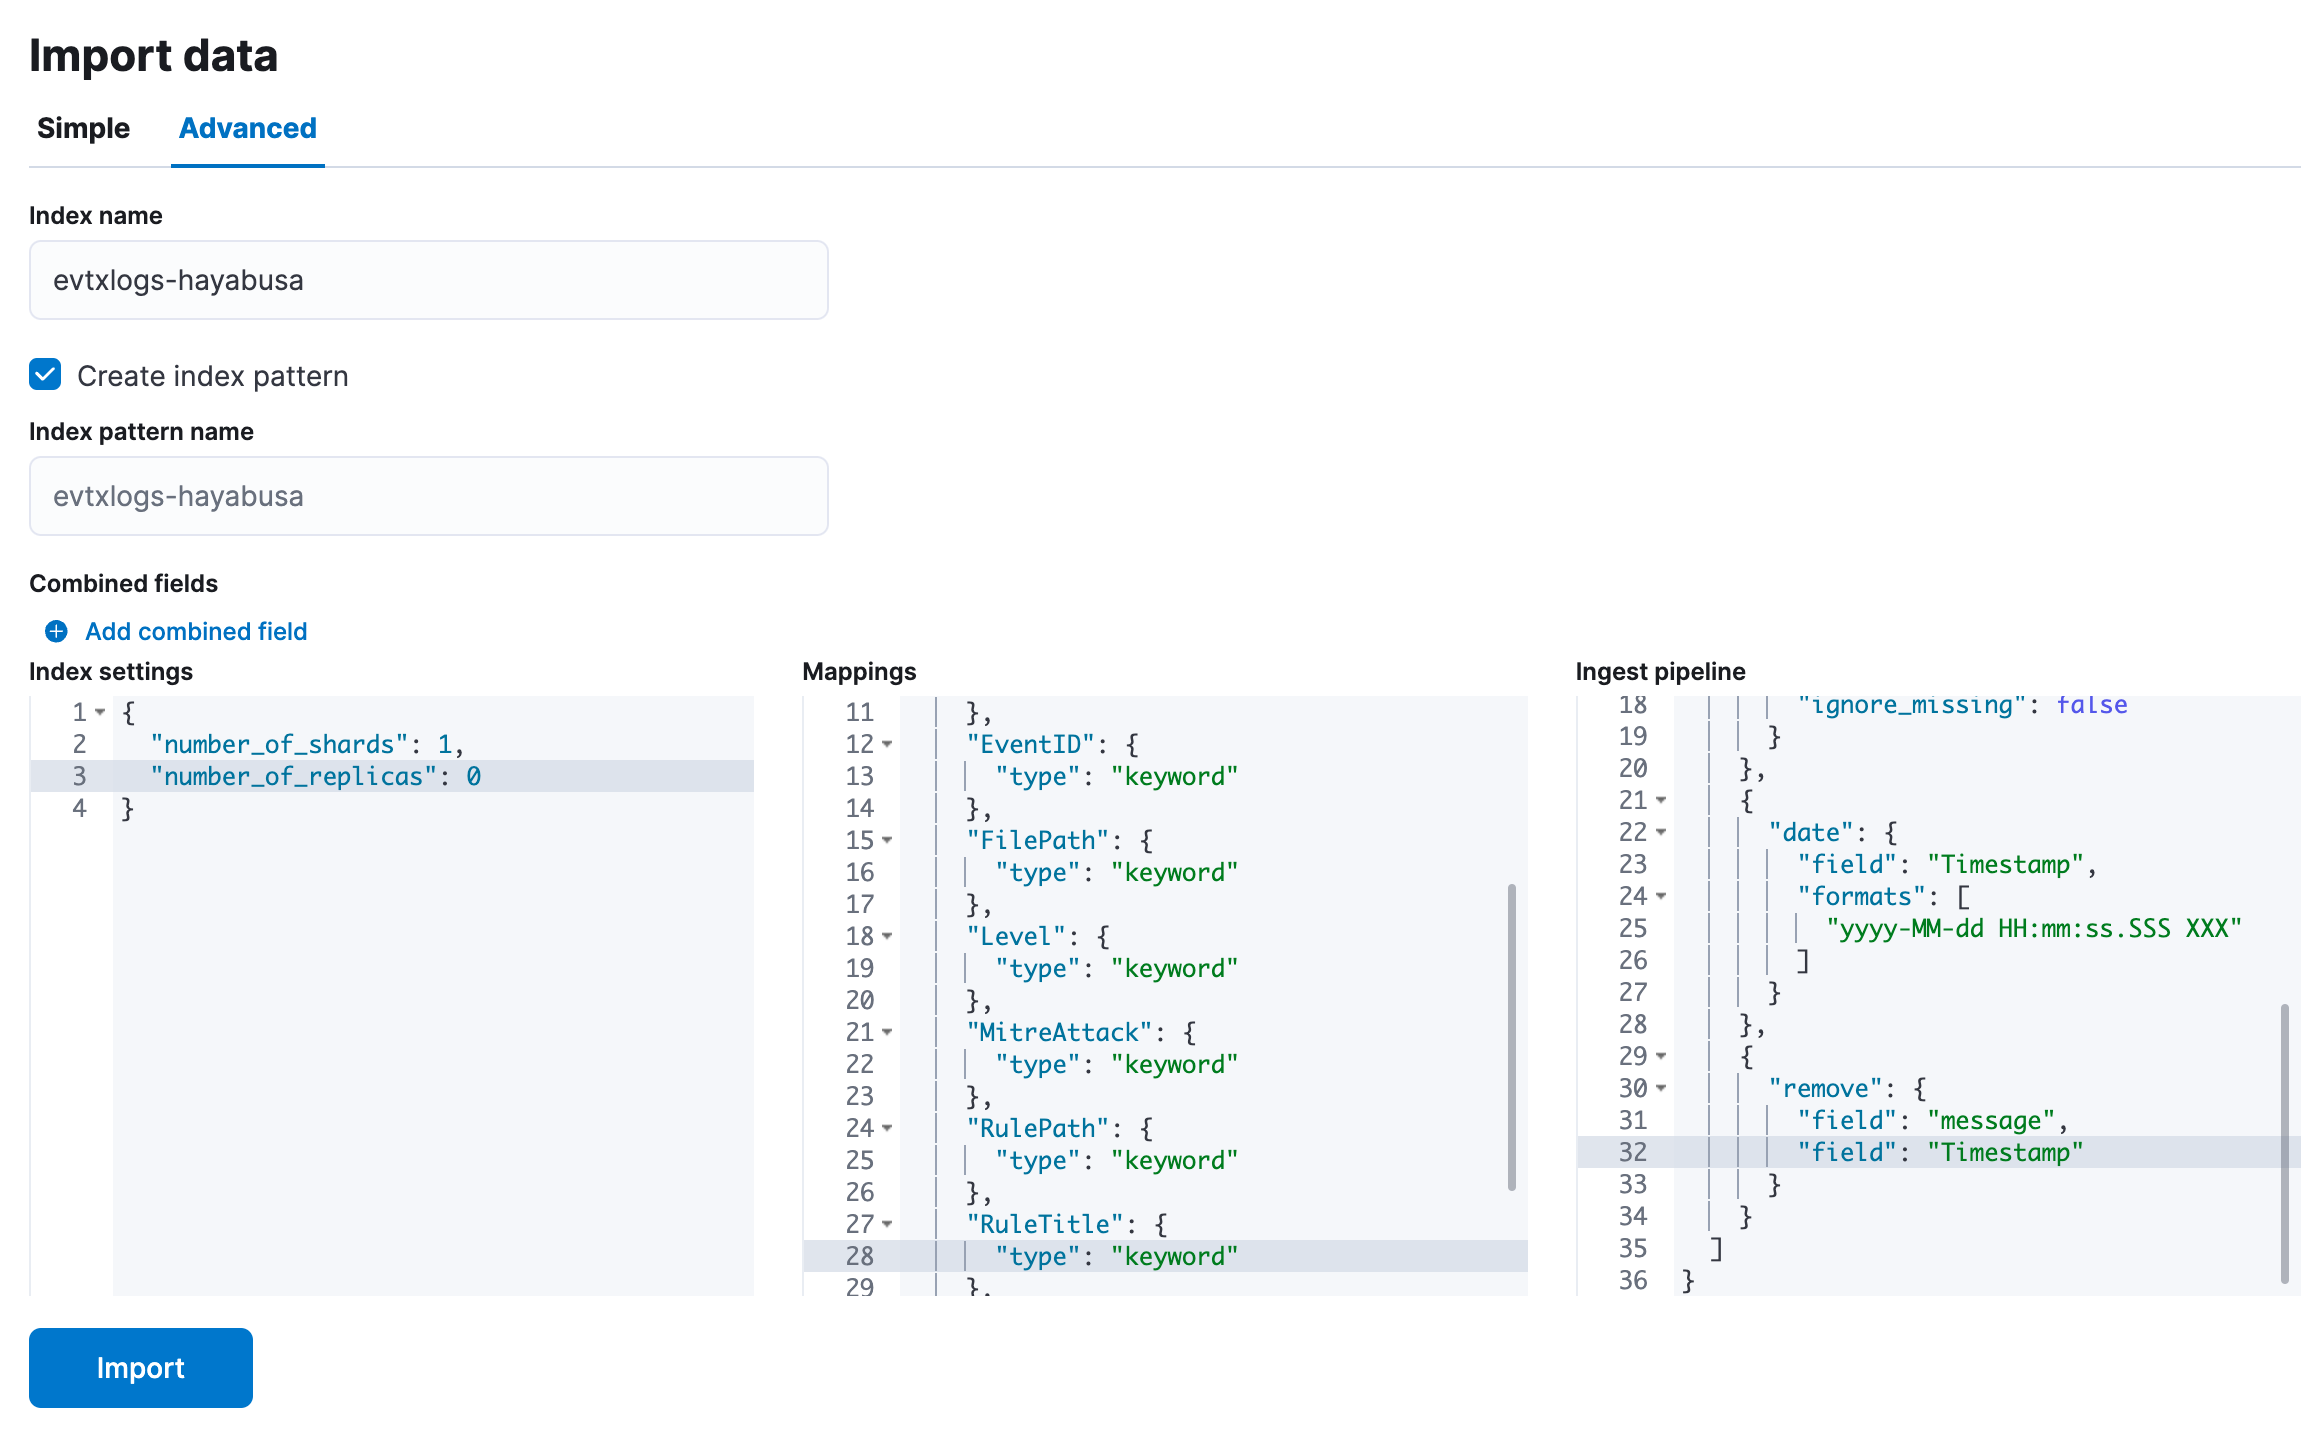 Import data
Simple
Advanced
Index name
evtxlogs-hayabusa
Create index pattern
Index pattern name
evtxlogs-hayabusa
Combined fields
Add combined field
Index settings
1 {
2 "number_of_shards": 1,
3 "number_of_replicas": 0
4 }
Mappings
11 },
12 "EventID": {
13 "type": "keyword"
14 },
15 "FilePath": {
16 "type": "keyword"
17 },
18 "Level": {
19 "type": "keyword"
20 },
21 "MitreAttack": {
22 "type": "keyword"
23 },
24 "RulePath": {
25 "type": "keyword"
26 },
27 "RuleTitle": {
28 "type": "keyword"
29 },
Ingest pipeline
18 "ignore_missing": false
19 }
20 },
21 {
22 "date": {
23 "field": "Timestamp",
24 "formats": [
25 "yyyy-MM-dd HH:mm:ss.SSS XXX"
26 ]
27 }
28 },
29 {
30 "remove": {
31 "field": "message",
32 "field": "Timestamp"
33 }
34 }
35 ]
36 }
Import